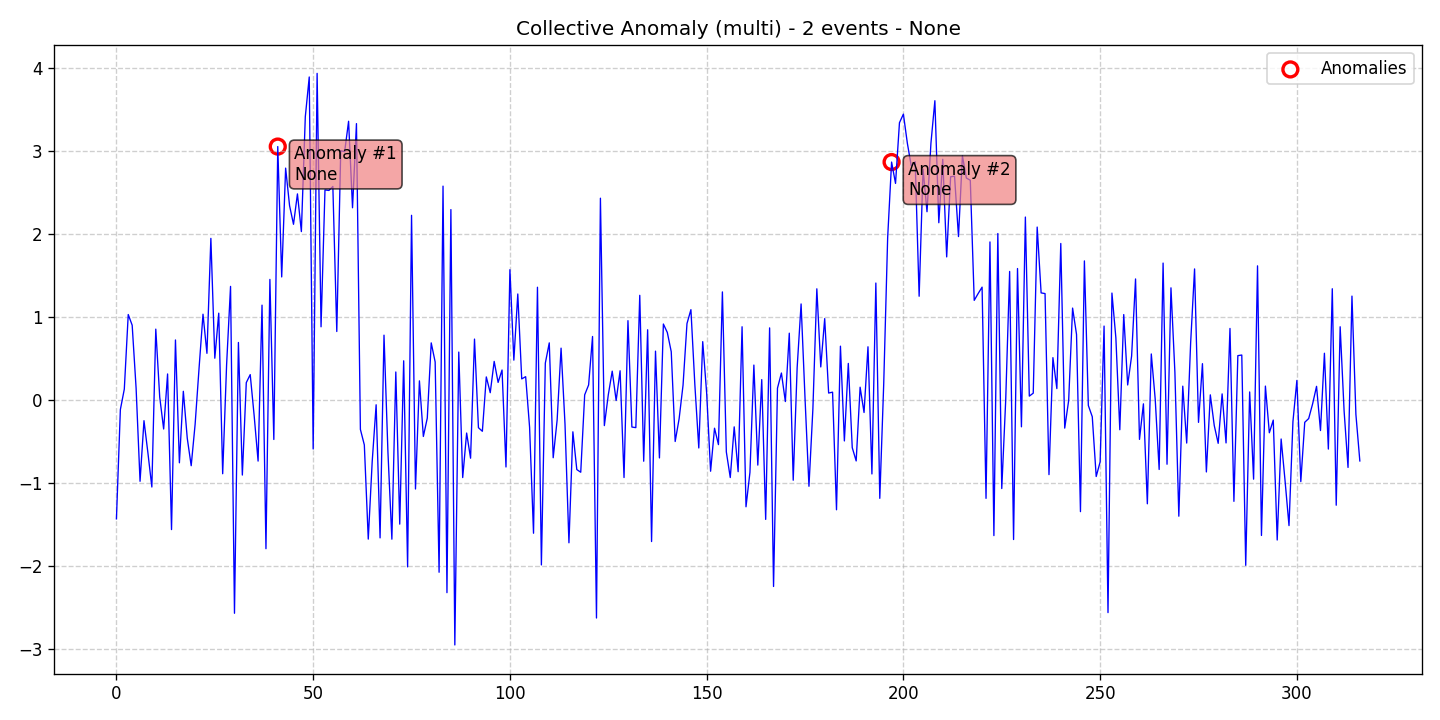 Collective Anomaly (multi) - 2 events - None
Anomalies
Anomaly #1
None
Anomaly #2
None
4
3
2
1
0
−1
−2
−3
0
50
100
150
200
250
300